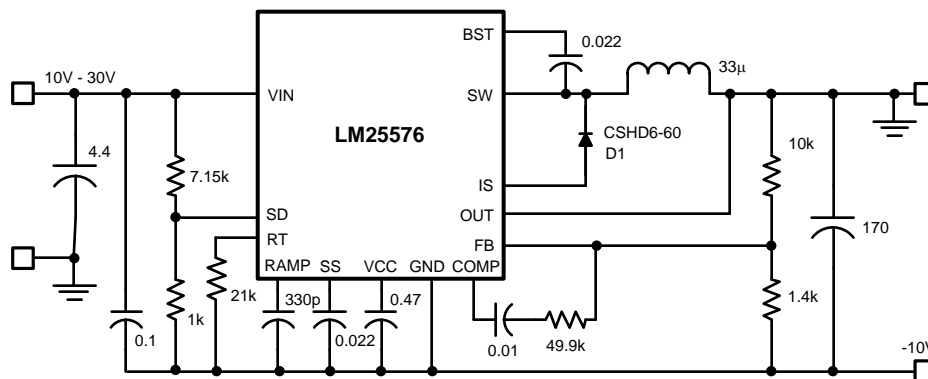 BST
0.022
33μ
10V - 30V
VIN
SW
LM25576
CSHD6-60
D1
10k
4.4
7.15k
IS
SD
OUT
170
RT
FB
RAMP
SS
VCC
GND
COMP
21k
330p
0.47
1.4k
0.1
1k
0.022
0.01
49.9k
-10V